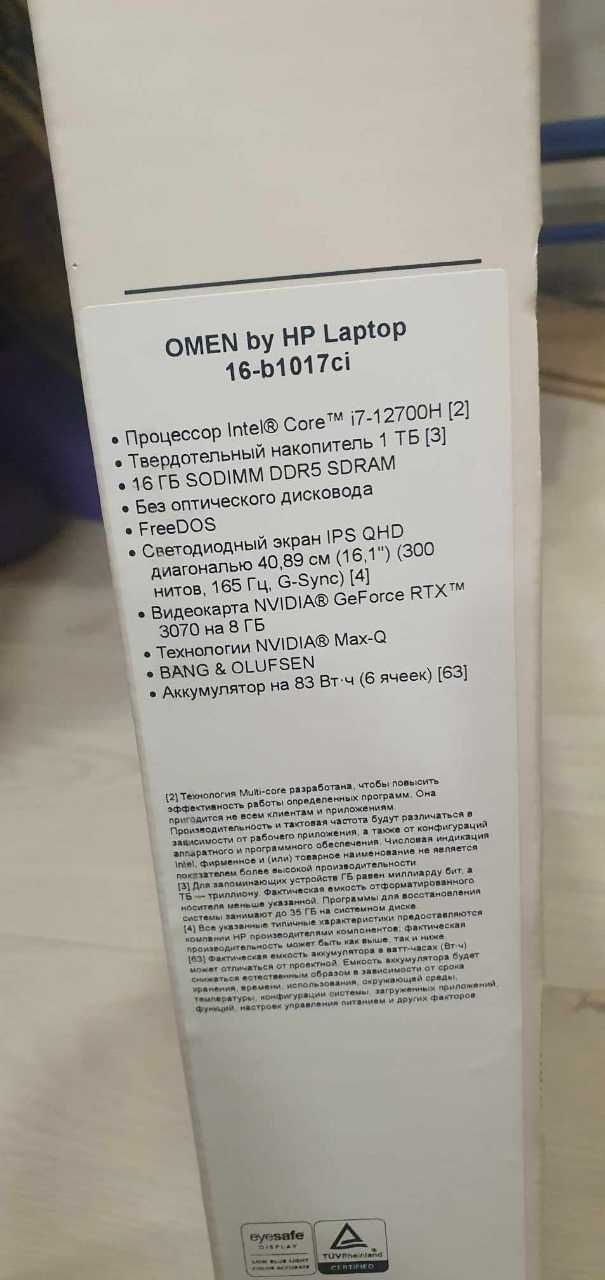 OMEN by HP Laptop
16-b1017ci
• Процессор Intel® Core™ i7-12700H [2]
• Твердотельный накопитель 1 ТБ [3]
• 16 ГБ SODIMM DDR5 SDRAM
• Без оптического дисковода
• FreeDOS
• Светодиодный экран IPS QHD
диагональю 40,89 см (16,1") (300
нитов, 165 Гц, G-Sync) [4]
• Видеокарта NVIDIA® GeForce RTX™
3070 на 8 ГБ
• Технологии NVIDIA® Max-Q
• BANG & OLUFSEN
• Аккумулятор на 83 Вт·ч (6 ячеек) [63]
[2] Технология Multi-core разработана, чтобы повысить
эффективность работы определенных программ. Она
пригодится не всем клиентам и приложениям.
Производительность и тактовая частота будут различаться в
зависимости от рабочего приложения, а также от конфигураций
аппаратного и программного обеспечения. Числовая индикация
Intel, фирменное и (или) товарное наименование не является
показателем более высокой производительности.
[3] Для запоминающих устройств ГБ равен миллиарду бит, а
ТБ — триллиону. Фактическая емкость отформатированного
носителя меньше указанной. Программы для восстановления
системы занимают до 35 ГБ на системном диске.
[4] Все указанные типичные характеристики предоставляются
компании HP производителями компонентов; фактическая
производительность может быть как выше, так и ниже.
[63] Фактическая емкость аккумулятора в ватт-часах (Вт·ч)
может отличаться от проектной. Емкость аккумулятора будет
снижаться естественным образом в зависимости от срока
хранения, времени, использования, окружающей среды,
температуры, конфигурации системы, загруженных приложений,
функций, настроек управления питанием и других факторов.
eyesafe
DISPLAY
LOW BLUE LIGHT
COLOR ACCURATE
TÜVRheinland
CERTIFIED